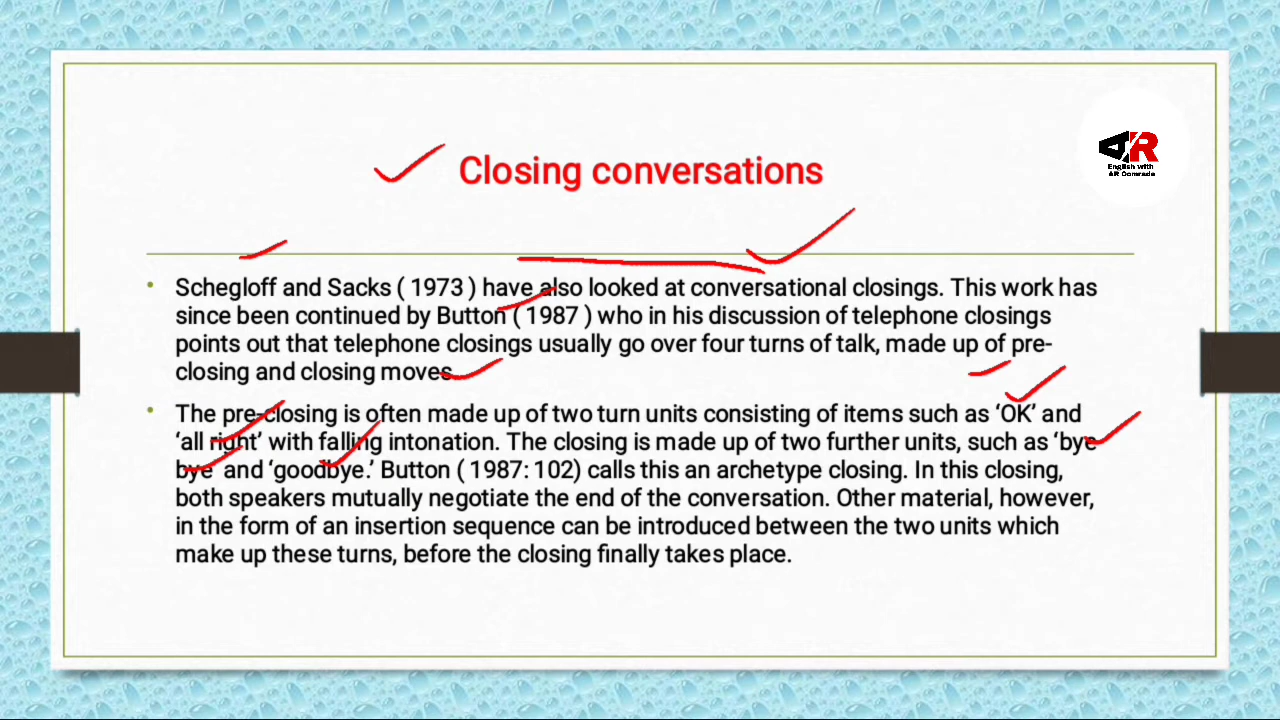 AR
English with
AR Comrade
Closing conversations
• Schegloff and Sacks ( 1973 ) have also looked at conversational closings. This work has
since been continued by Button ( 1987 ) who in his discussion of telephone closings
points out that telephone closings usually go over four turns of talk, made up of pre-
closing and closing moves.
• The pre-closing is often made up of two turn units consisting of items such as ‘OK’ and
‘all right’ with falling intonation. The closing is made up of two further units, such as ‘bye
bye’ and ‘goodbye.’ Button ( 1987: 102) calls this an archetype closing. In this closing,
both speakers mutually negotiate the end of the conversation. Other material, however,
in the form of an insertion sequence can be introduced between the two units which
make up these turns, before the closing finally takes place.